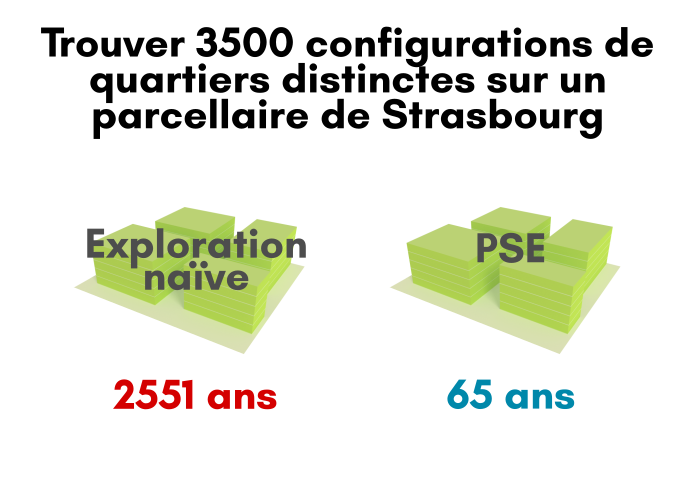 Trouver 3500 configurations de
quartiers distinctes sur un
parcellaire de Strasbourg
Exploration
naïve
PSE
2551 ans
65 ans